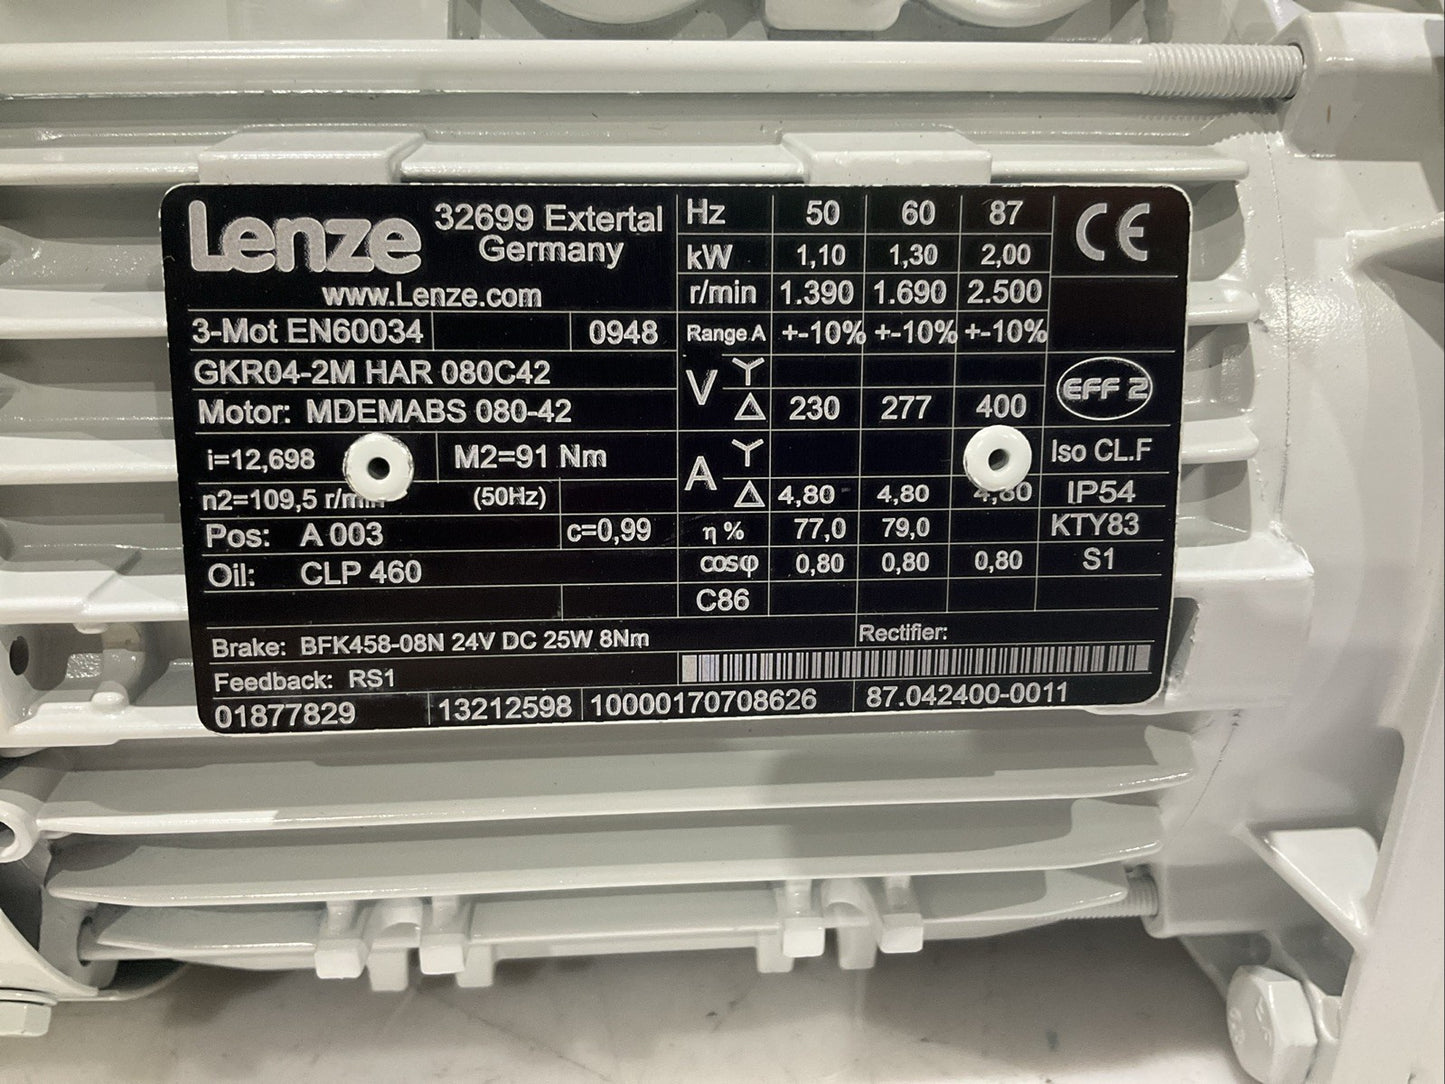 Lenze 32699 Extertal Germany
www.Lenze.com
3-Mot EN60034 0948
GKR04-2M HAR 080C42
Motor: MDEMABS 080-42
i=12,698 M2=91 Nm
n2=109,5 r/min (50Hz)
Pos: A 003 c=0,99
Oil: CLP 460
Hz 50 60 87 CE
kW 1,10 1,30 2,00
r/min 1.390 1.690 2.500
Range A +-10% +-10% +-10%
V Y
Δ 230 277 400 EFF 2
A Y Iso CL.F
Δ 4,80 4,80 4,80 IP54
η % 77,0 79,0 KTY83
cosφ 0,80 0,80 0,80 S1
C86
Brake: BFK458-08N 24V DC 25W 8Nm Rectifier:
Feedback: RS1
01877829 13212598 10000170708626 87.042400-0011